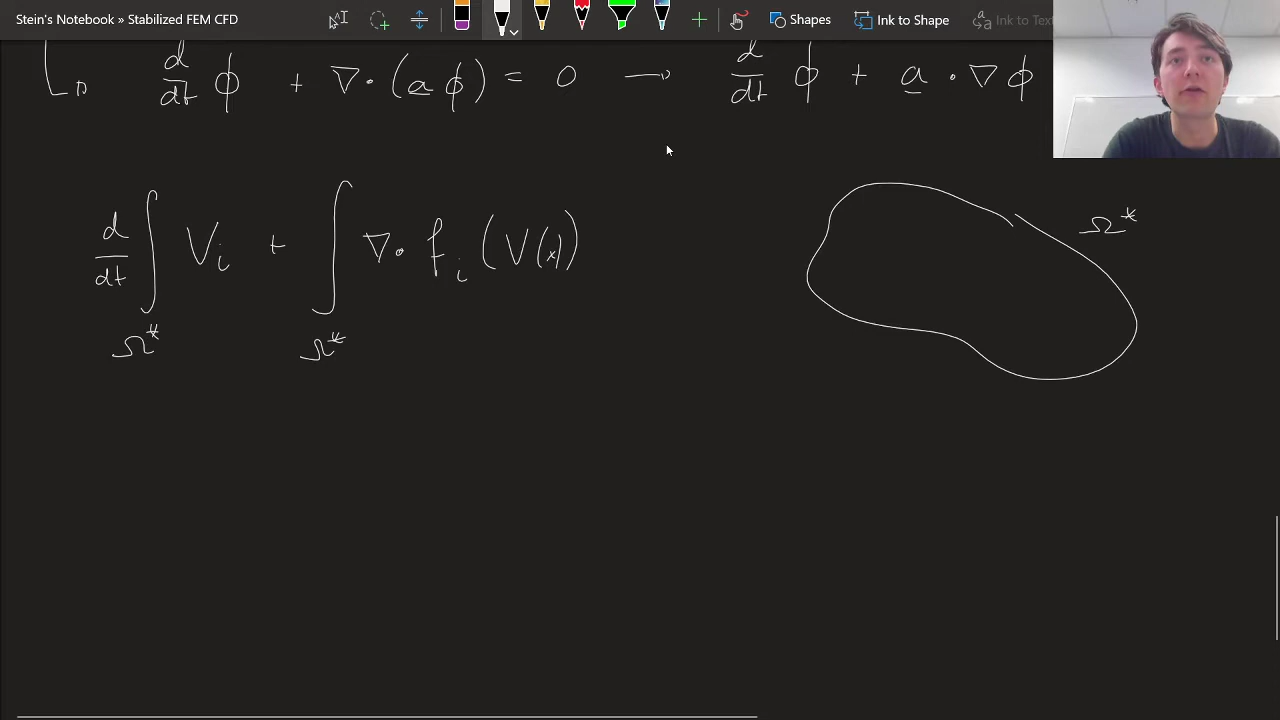 Stein's Notebook » Stabilized FEM CFD
Shapes
Ink to Shape
Ink to Text
d/dt ϕ + ∇·(a ϕ) = 0 → d/dt ϕ + a · ∇ϕ
d/dt ∫_Ω* V_i + ∫_Ω* ∇· f_i (V(x))
Ω*